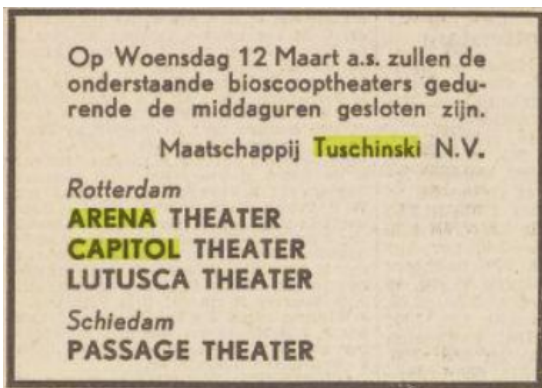 Op Woensdag 12 Maart a.s. zullen de
onderstaande bioscooptheaters gedu-
rende de middaguren gesloten zijn.
Maatschappij Tuschinski N.V.
Rotterdam
ARENA THEATER
CAPITOL THEATER
LUTUSCA THEATER
Schiedam
PASSAGE THEATER